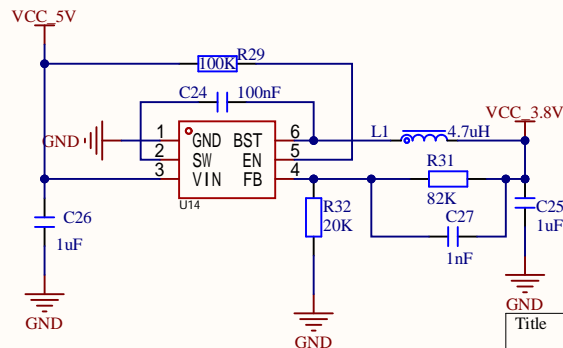 VCC_5V
R29
100K
C24
100nF
VCC_3.8V
GND
1
GND
BST
6
L1
4.7uH
2
SW
EN
5
R31
3
VIN
FB
4
82K
U14
C26
1uF
R32
20K
C27
1nF
C25
1uF
GND
GND
GND
Title